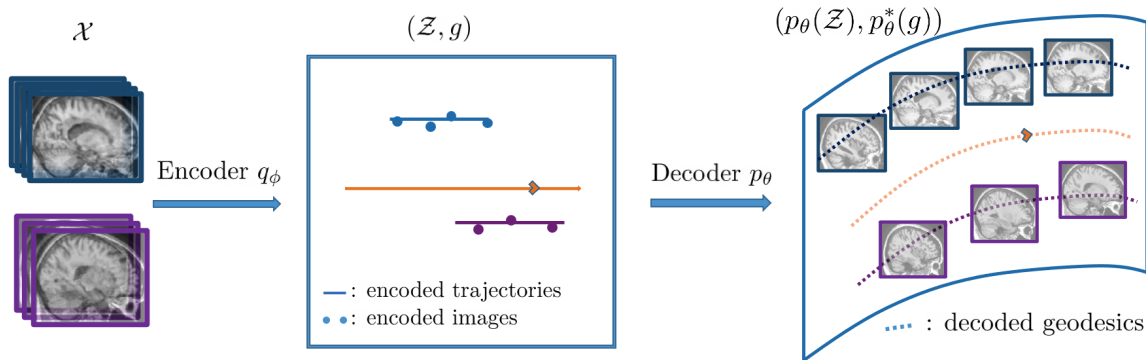 𝒳
(𝒵, g)
(p_θ(𝒵), p_θ^*(g))
Encoder q_ϕ
Decoder p_θ
: encoded trajectories
: encoded images
: decoded geodesics